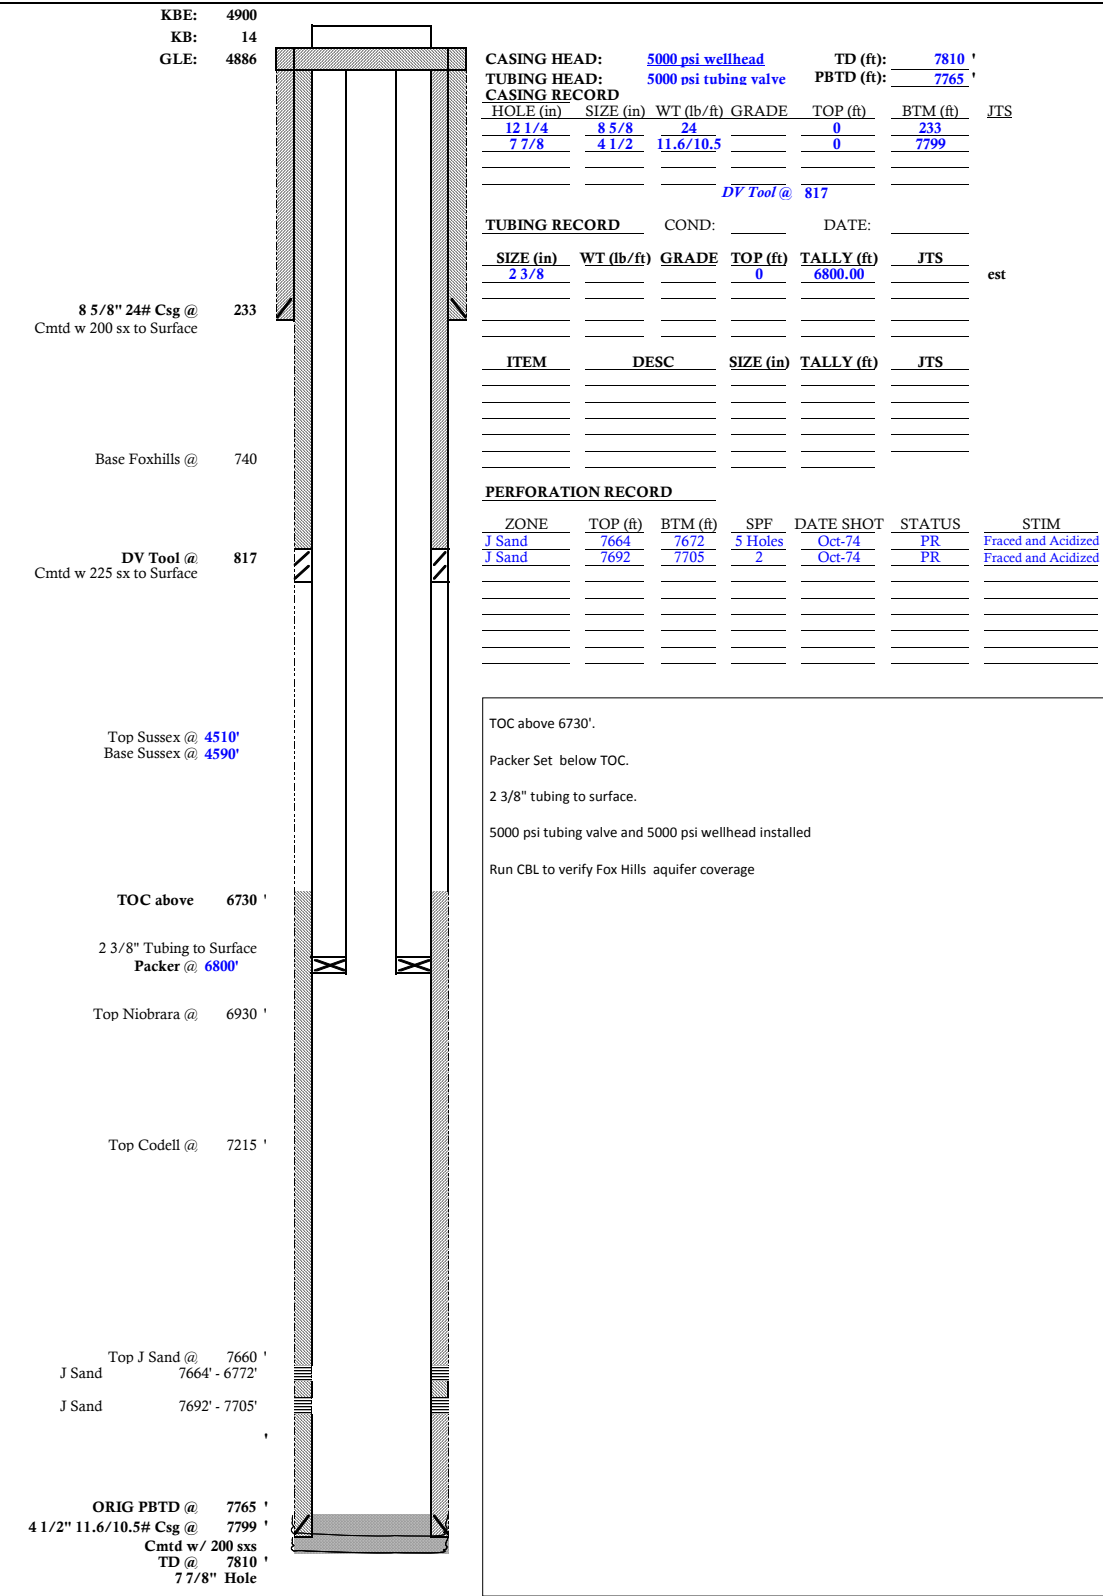 KBE: 4900
KB: 14
GLE: 4886
CASING HEAD: 5000 psi wellhead TD (ft): 7810 '
TUBING HEAD: 5000 psi tubing valve PBTD (ft): 7765 '
CASING RECORD
HOLE (in) SIZE (in) WT (lb/ft) GRADE TOP (ft) BTM (ft) JTS
12 1/4 8 5/8 24 0 233
7 7/8 4 1/2 11.6/10.5 0 7799
DV Tool @ 817
TUBING RECORD COND: DATE:
SIZE (in) WT (lb/ft) GRADE TOP (ft) TALLY (ft) JTS
2 3/8 0 6800.00 est
8 5/8" 24# Csg @ 233
Cmtd w 200 sx to Surface
ITEM DESC SIZE (in) TALLY (ft) JTS
Base Foxhills @ 740
PERFORATION RECORD
ZONE TOP (ft) BTM (ft) SPF DATE SHOT STATUS STIM
J Sand 7664 7672 5 Holes Oct-74 PR Fraced and Acidized
J Sand 7692 7705 2 Oct-74 PR Fraced and Acidized
DV Tool @ 817
Cmtd w 225 sx to Surface
TOC above 6730'.
Packer Set below TOC.
2 3/8" tubing to surface.
5000 psi tubing valve and 5000 psi wellhead installed
Run CBL to verify Fox Hills aquifer coverage
Top Sussex @ 4510'
Base Sussex @ 4590'
TOC above 6730 '
2 3/8" Tubing to Surface
Packer @ 6800'
Top Niobrara @ 6930 '
Top Codell @ 7215 '
Top J Sand @ 7660 '
J Sand 7664' - 6772'
J Sand 7692' - 7705'
'
ORIG PBTD @ 7765 '
4 1/2" 11.6/10.5# Csg @ 7799 '
Cmtd w/ 200 sxs
TD @ 7810 '
7 7/8" Hole